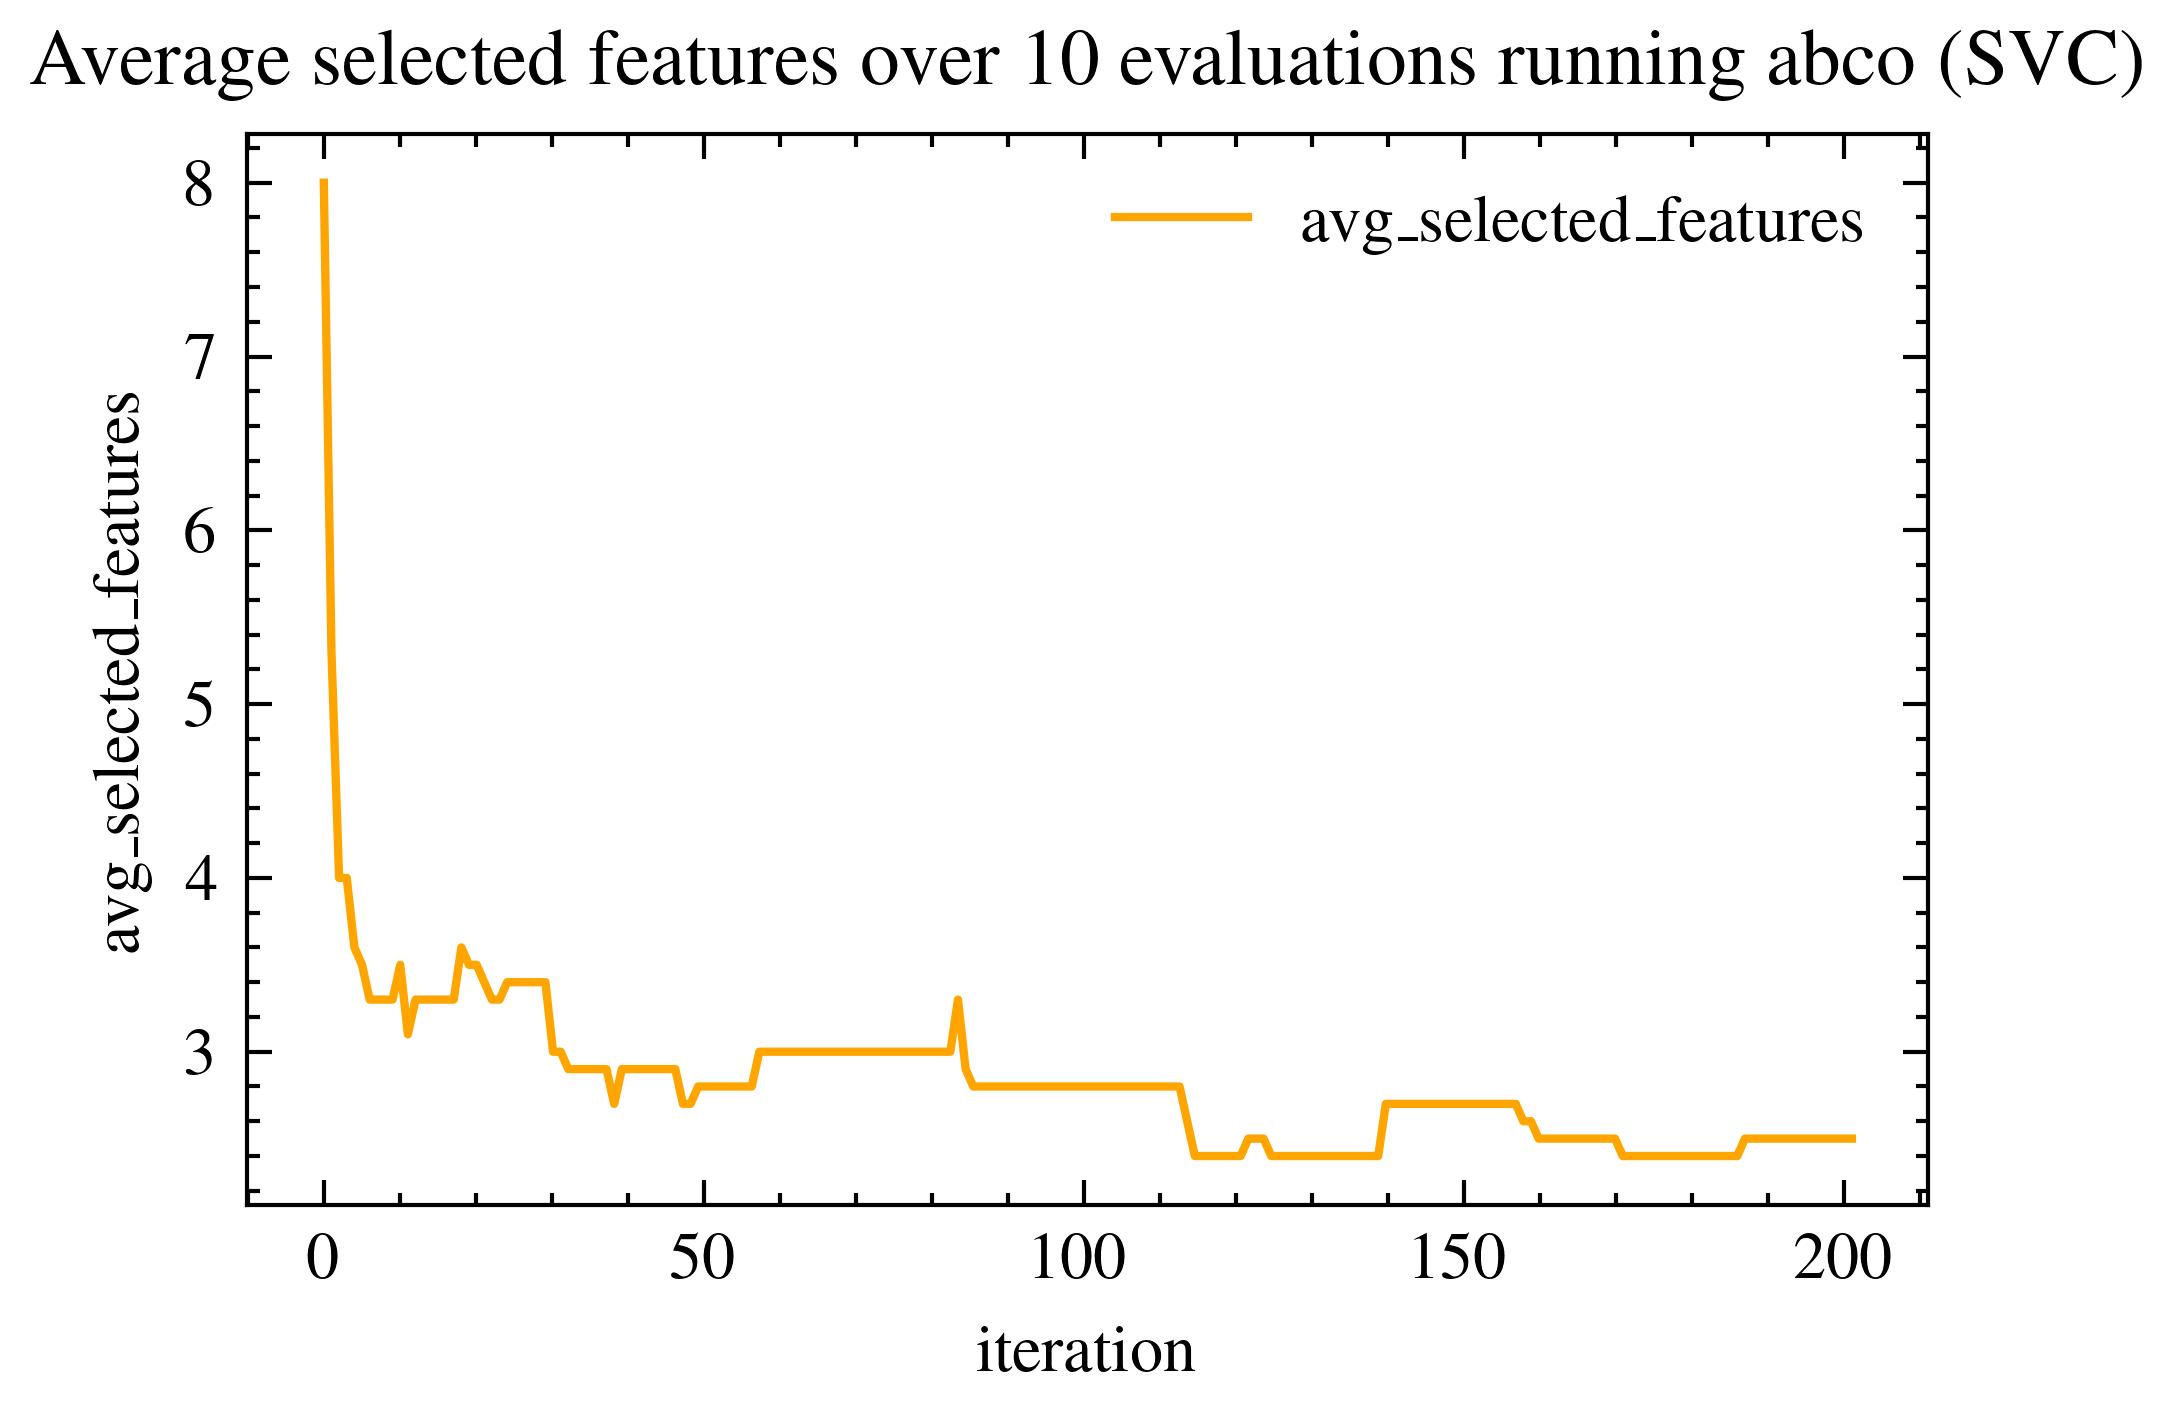 Average selected features over 10 evaluations running abco (SVC)
avg_selected_features
avg_selected_features
8
7
6
5
4
3
0 50 100 150 200
iteration